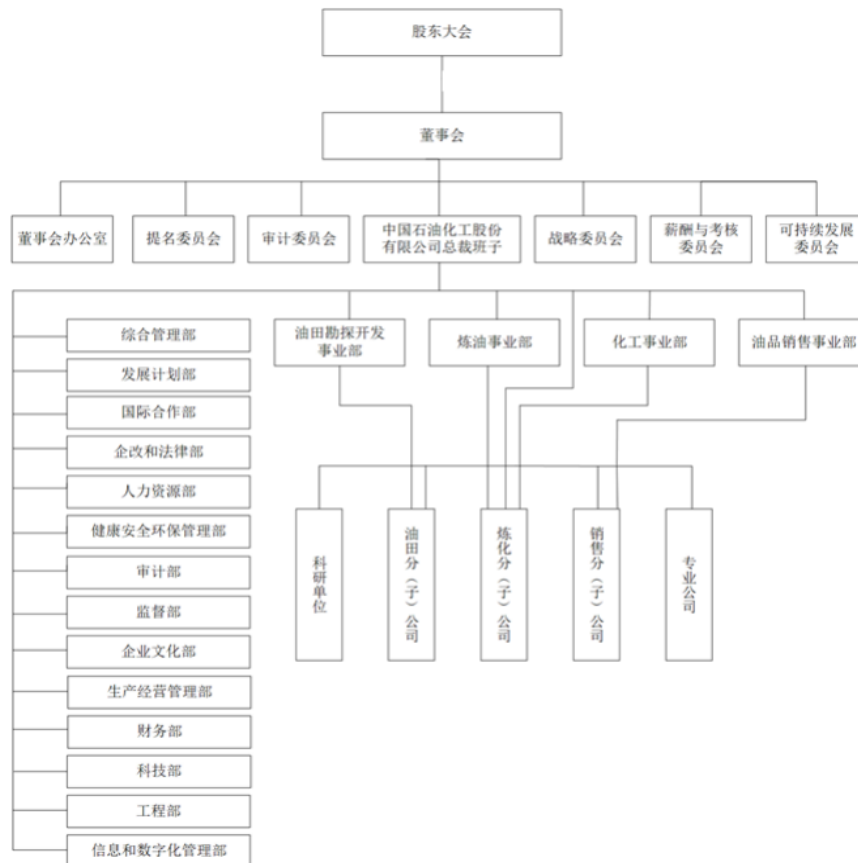 股东大会
董事会
董事会办公室
提名委员会
审计委员会
中国石油化工股份
有限公司总裁班子
战略委员会
薪酬与考核
委员会
可持续发展
委员会
综合管理部
发展计划部
国际合作部
企改和法律部
人力资源部
健康安全环保管理部
审计部
监督部
企业文化部
生产经营管理部
财务部
科技部
工程部
信息和数字化管理部
油田勘探开发
事业部
炼油事业部
化工事业部
油品销售事业部
科研单位
油田分（子）公司
炼化分（子）公司
销售分（子）公司
专业公司